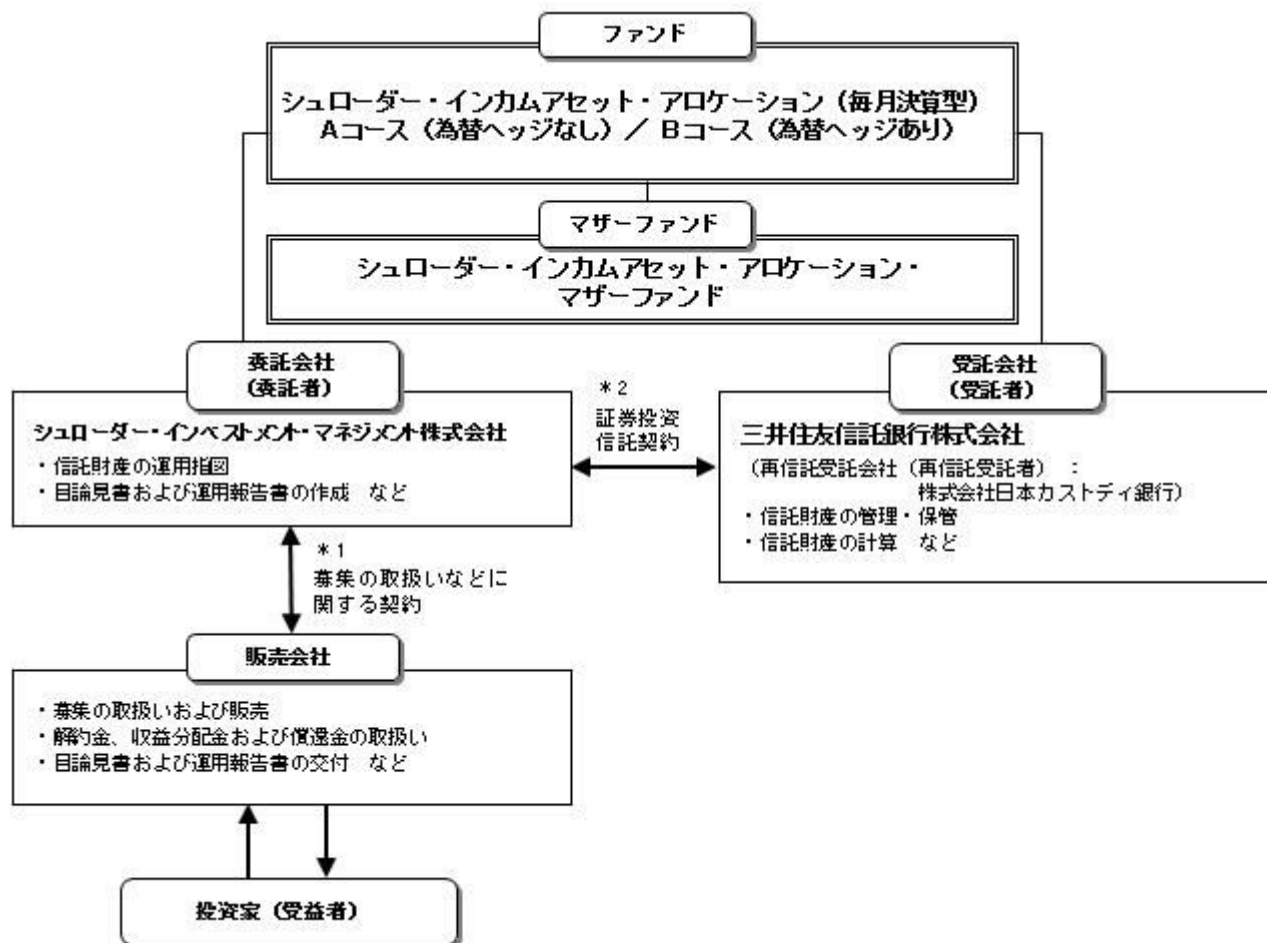 ファンド
シュローダー・インカムアセット・アロケーション（毎月決算型）
Aコース（為替ヘッジなし）／ Bコース（為替ヘッジあり）
マザーファンド
シュローダー・インカムアセット・アロケーション・
マザーファンド
委託会社
（委託者）
シュローダー・インベストメント・マネジメント株式会社
・信託財産の運用指図
・目論見書および運用報告書の作成　など
＊2
証券投資
信託契約
受託会社
（受託者）
三井住友信託銀行株式会社
（再信託受託会社（再信託受託者）：
株式会社日本カストディ銀行）
・信託財産の管理・保管
・信託財産の計算　など
＊1
募集の取扱いなどに
関する契約
販売会社
・募集の取扱いおよび販売
・解約金、収益分配金および償還金の取扱い
・目論見書および運用報告書の交付　など
投資家（受益者）